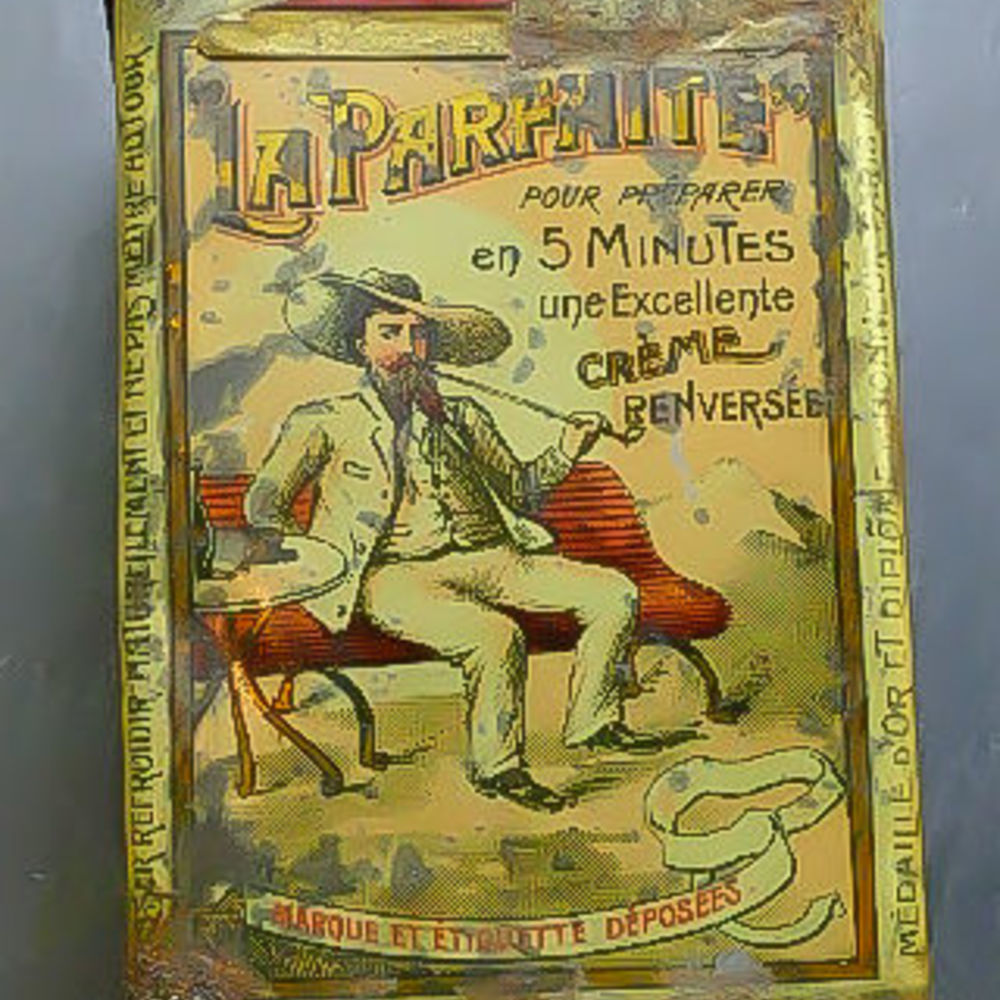 "LA PARFAITE"
POUR PRÉPARER
en 5 MINUTES
une Excellente
CRÈME
RENVERSÉE
MARQUE ET ÉTIQUETTE DÉPOSÉES
MÉDAILLE D'OR ET DIPLÔME
REFROIDIR NATURELLEMENT ET NE PAS METTRE AUTOUR